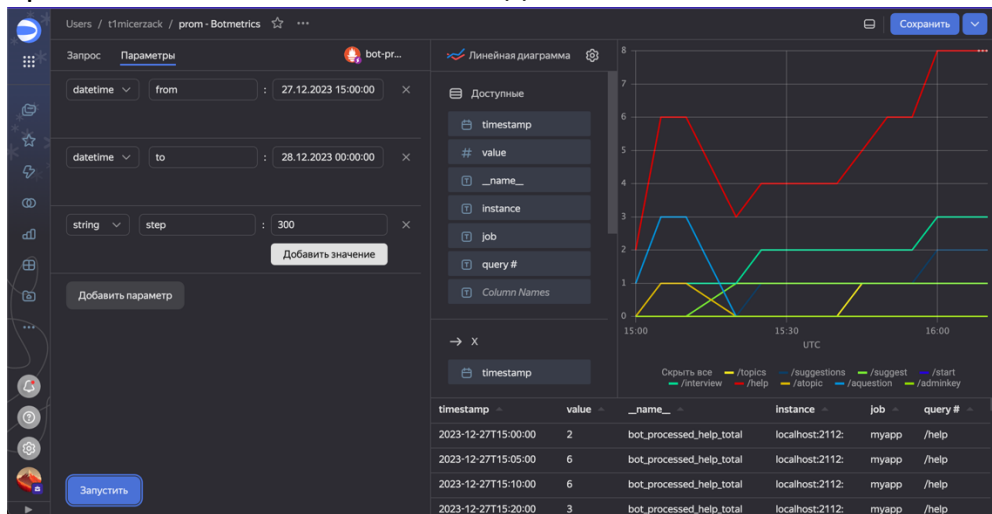 Users / t1micerzack / prom - Botmetrics
Сохранить
Запрос Параметры bot-pr...
datetime from : 27.12.2023 15:00:00
datetime to : 28.12.2023 00:00:00
string step : 300
Добавить значение
Добавить параметр
Запустить
Линейная диаграмма
Доступные
timestamp
# value
__name__
instance
job
query #
Column Names
X
timestamp
8
7
6
5
4
3
2
1
0
15:00 15:30 16:00
UTC
Скрыть все /topics /suggestions /suggest /start
/interview /help /atopic /aquestion /adminkey
timestamp value __name__ instance job query #
2023-12-27T15:00:00 2 bot_processed_help_total localhost:2112: myapp /help
2023-12-27T15:05:00 6 bot_processed_help_total localhost:2112: myapp /help
2023-12-27T15:10:00 6 bot_processed_help_total localhost:2112: myapp /help
2023-12-27T15:20:00 3 bot_processed_help_total localhost:2112: myapp /help